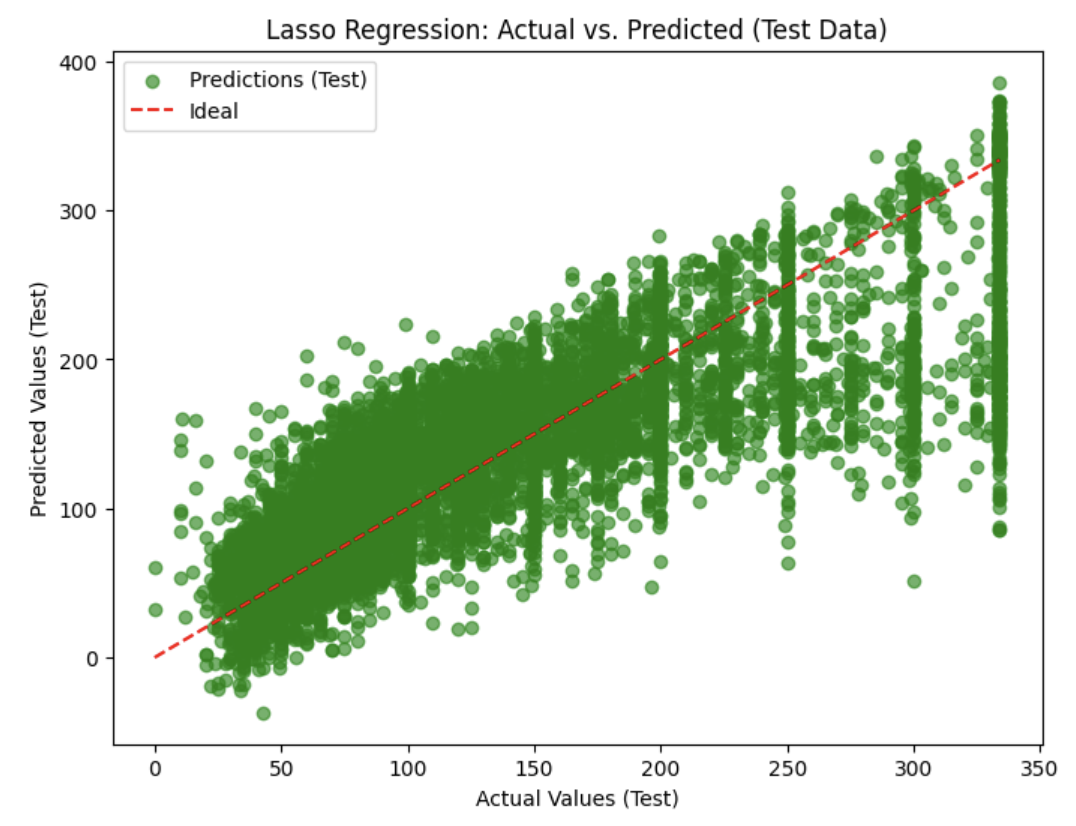 Lasso Regression: Actual vs. Predicted (Test Data)
Predictions (Test)
Ideal
400
300
200
100
0
Predicted Values (Test)
0 50 100 150 200 250 300 350
Actual Values (Test)